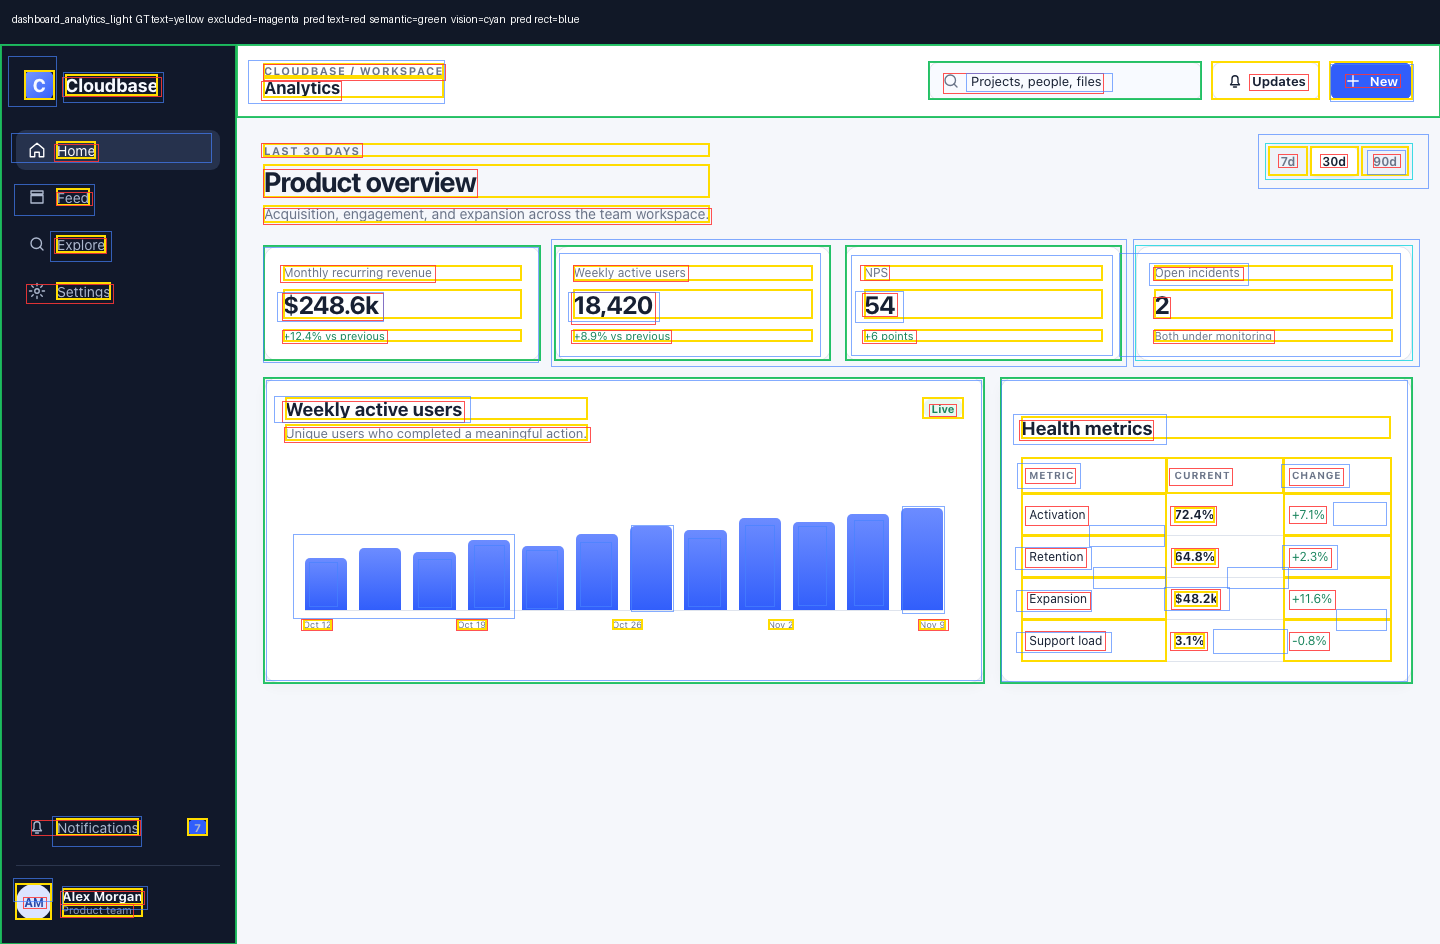 dashboard_analytics_light GT text=yellow excluded=magenta pred text=red semantic=green vision=cyan pred rect=blue
C Cloudbase
Home
Feed
Explore
Settings
Notifications 7
AM Alex Morgan
Product team
CLOUDBASE / WORKSPACE
Analytics
Projects, people, files
Updates
New
LAST 30 DAYS
Product overview
Acquisition, engagement, and expansion across the team workspace.
7d 30d 90d
Monthly recurring revenue
$248.6k
+12.4% vs previous
Weekly active users
18,420
+8.9% vs previous
NPS
54
+6 points
Open incidents
2
Both under monitoring
Weekly active users
Unique users who completed a meaningful action.
Live
Oct 12 Oct 19 Oct 26 Nov 2 Nov 9
Health metrics
METRIC CURRENT CHANGE
Activation 72.4% +7.1%
Retention 64.8% +2.3%
Expansion $48.2k +11.6%
Support load 3.1% -0.8%